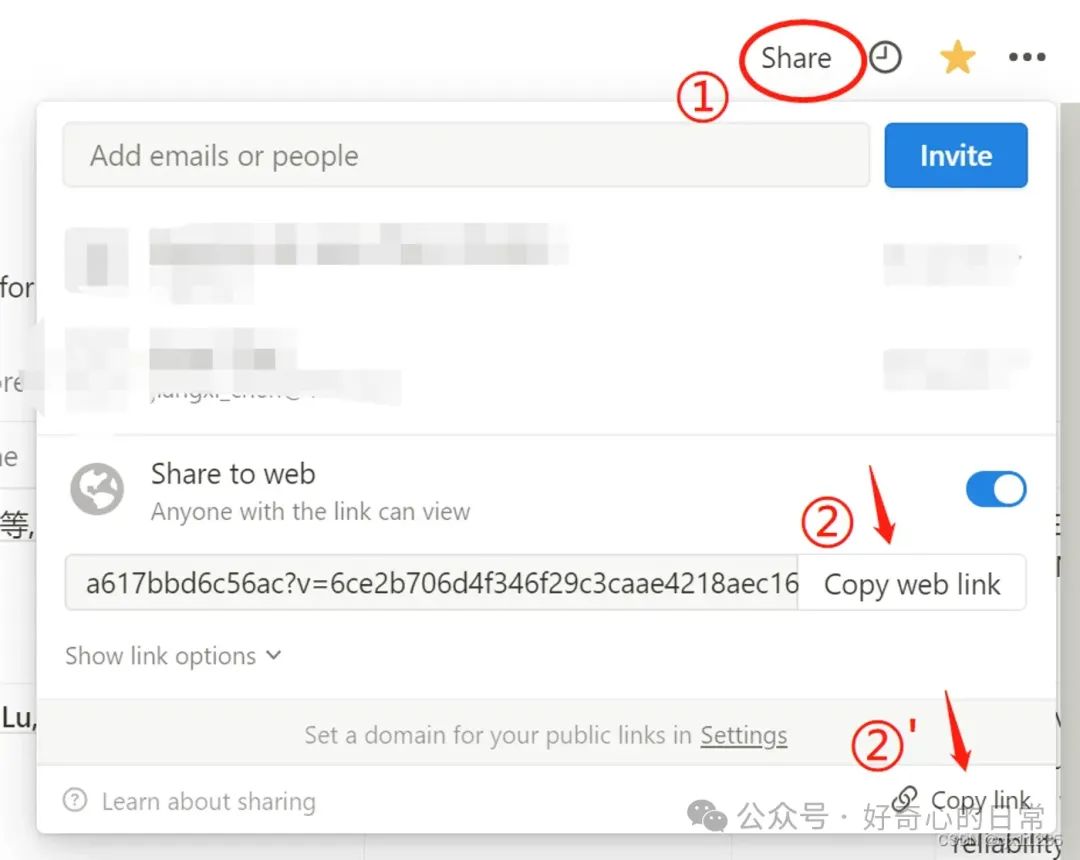 Share
①
Add emails or people
Invite
for
Share to web
Anyone with the link can view
等,
②
a617bbd6c56ac?v=6ce2b706d4f346f29c3caae4218aec16
Copy web link
Show link options
Lu,
Set a domain for your public links in Settings
②'
Learn about sharing
Copy link
公众号 · 好奇心的日常
reliability